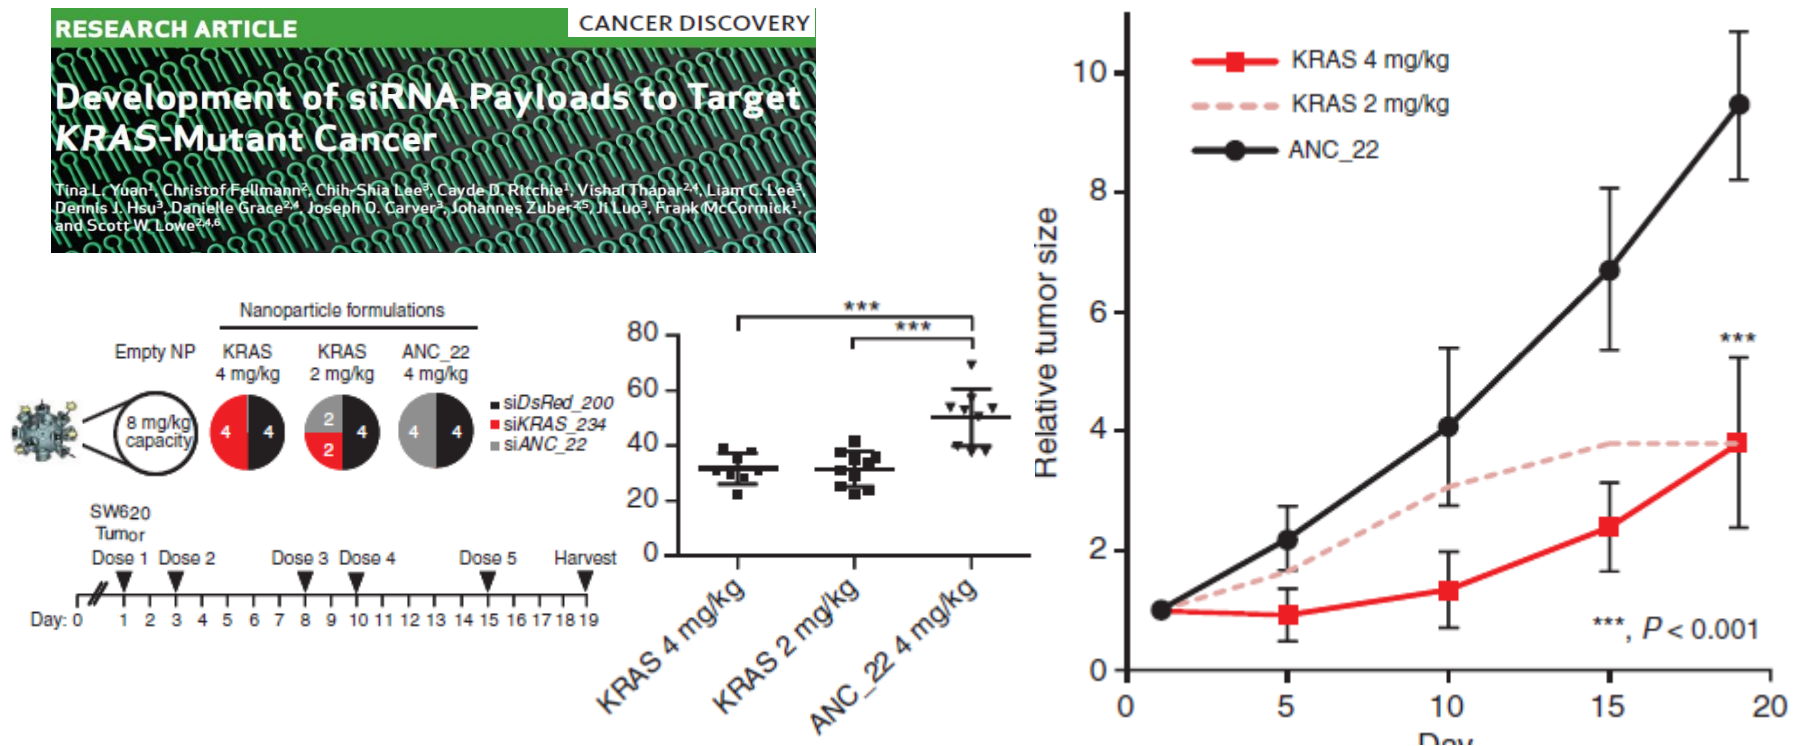 RESEARCH ARTICLE
CANCER DISCOVERY
Development of siRNA Payloads to Target
KRAS-Mutant Cancer
Tina L. Yuan¹, Christof Fellmann², Chih-Shia Lee³, Cayde D. Ritchie¹, Vishal Thapar²,⁴, Liam C. Lee³,
Dennis J. Hsu³, Danielle Grace²,⁴, Joseph O. Carver³, Johannes Zuber²,⁵, Ji Luo³, Frank McCormick¹,
and Scott W. Lowe²,⁴,⁶
Nanoparticle formulations
Empty NP
KRAS
4 mg/kg
KRAS
2 mg/kg
ANC_22
4 mg/kg
8 mg/kg
capacity
4 4
2 2 4
4 4
siDsRed_200
siKRAS_234
siANC_22
SW620
Tumor
Dose 1 Dose 2 Dose 3 Dose 4 Dose 5 Harvest
Day: 0 1 2 3 4 5 6 7 8 9 10 11 12 13 14 15 16 17 18 19
***
***
80
60
40
20
0
KRAS 4 mg/kg
KRAS 2 mg/kg
ANC_22 4 mg/kg
Relative tumor size
10
8
6
4
2
0
KRAS 4 mg/kg
KRAS 2 mg/kg
ANC_22
***
***, P < 0.001
0 5 10 15 20
Day